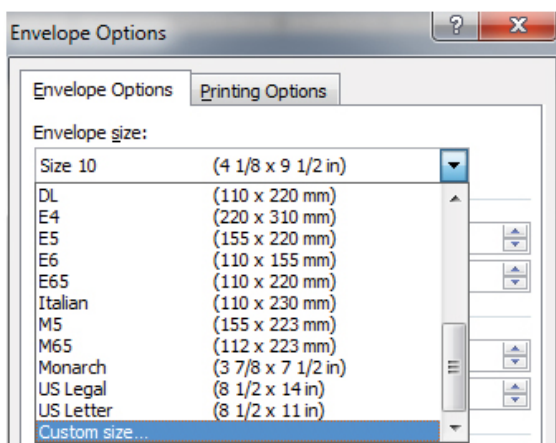 Envelope Options
Envelope Options Printing Options
Envelope size:
Size 10 (4 1/8 x 9 1/2 in)
DL (110 x 220 mm)
E4 (220 x 310 mm)
E5 (155 x 220 mm)
E6 (110 x 155 mm)
E65 (110 x 220 mm)
Italian (110 x 230 mm)
M5 (155 x 223 mm)
M65 (112 x 223 mm)
Monarch (3 7/8 x 7 1/2 in)
US Legal (8 1/2 x 14 in)
US Letter (8 1/2 x 11 in)
Custom size...